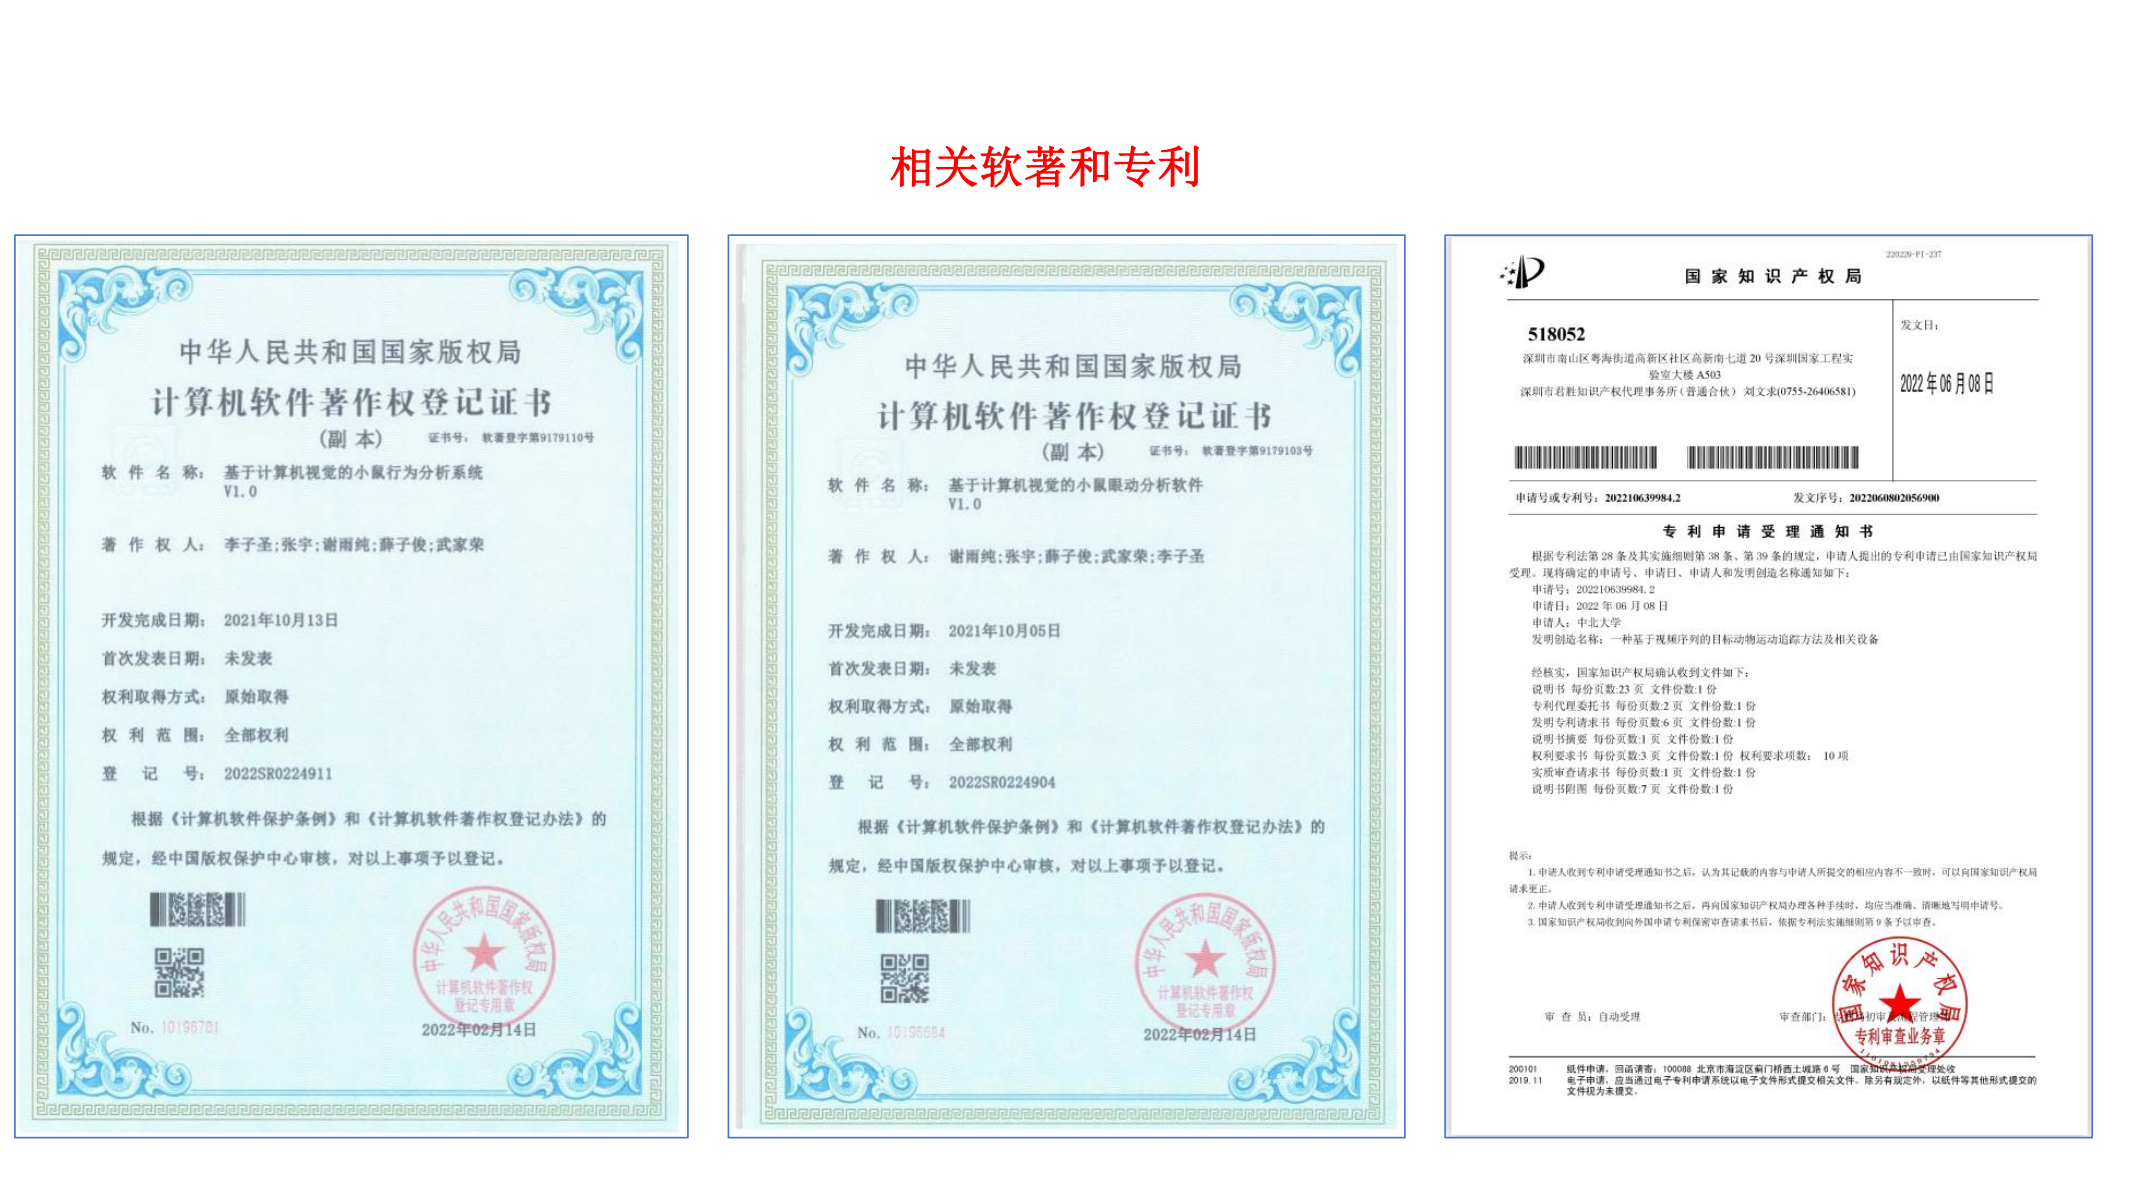 相关软著和专利
中华人民共和国国家版权局
计算机软件著作权登记证书
(副 本)
证书号： 软著登字第9179110号
软件名称： 基于计算机视觉的小鼠行为分析系统
V1.0
著作权人： 李子圣;张宇;谢雨纯;薛子俊;武家荣
开发完成日期： 2021年10月13日
首次发表日期： 未发表
权利取得方式： 原始取得
权利范围： 全部权利
登记号： 2022SR0224911
根据《计算机软件保护条例》和《计算机软件著作权登记办法》的
规定，经中国版权保护中心审核，对以上事项予以登记。
中华人民共和国国家版权局
计算机软件著作权
登记专用章
No. 10196701
2022年02月14日
中华人民共和国国家版权局
计算机软件著作权登记证书
(副 本)
证书号： 软著登字第9179103号
软件名称： 基于计算机视觉的小鼠眼动分析软件
V1.0
著作权人： 谢雨纯;张宇;薛子俊;武家荣;李子圣
开发完成日期： 2021年10月05日
首次发表日期： 未发表
权利取得方式： 原始取得
权利范围： 全部权利
登记号： 2022SR0224904
根据《计算机软件保护条例》和《计算机软件著作权登记办法》的
规定，经中国版权保护中心审核，对以上事项予以登记。
中华人民共和国国家版权局
计算机软件著作权
登记专用章
No.
2022年02月14日
220229-PI-237
国家知识产权局
518052
深圳市南山区粤海街道高新区社区高新南七道 20 号深圳国家工程实
验室大楼 A503
深圳市君胜知识产权代理事务所（普通合伙） 刘文求(0755-26406581)
发文日：
2022 年 06 月 08 日
申请号或专利号：202210639984.2
发文序号：2022060802056900
专利申请受理通知书
根据专利法第 28 条及其实施细则第 38 条、第 39 条的规定，申请人提出的专利申请已由国家知识产权局
受理。现将确定的申请号、申请日、申请人和发明创造名称通知如下：
申请号：202210639984.2
申请日：2022 年 06 月 08 日
申请人：中北大学
发明创造名称：一种基于视频序列的目标动物运动追踪方法及相关设备
经核实，国家知识产权局确认收到文件如下：
说明书 每份页数:23 页 文件份数:1 份
专利代理委托书 每份页数:2 页 文件份数:1 份
发明专利请求书 每份页数:6 页 文件份数:1 份
说明书摘要 每份页数:1 页 文件份数:1 份
权利要求书 每份页数:3 页 文件份数:1 份 权利要求项数： 10 项
实质审查请求书 每份页数:1 页 文件份数:1 份
说明书附图 每份页数:7 页 文件份数:1 份
提示：
1. 申请人收到专利申请受理通知书之后，认为其记载的内容与申请人所提交的相应内容不一致时，可以向国家知识产权局
请求更正。
2. 申请人收到专利申请受理通知书之后，再向国家知识产权局办理各种手续时，均应当准确、清晰地写明申请号。
3. 国家知识产权局收到向外国申请专利保密审查请求书后，依据专利法实施细则第 9 条予以审查。
国家知识产权局
专利审查业务章
审 查 员：自动受理
审查部门：
200101
2019.11
纸件申请，回函请寄：100088 北京市海淀区蓟门桥西土城路 6 号 国家知识产权局受理处收
电子申请，应当通过电子专利申请系统以电子文件形式提交相关文件。除另有规定外，以纸件等其他形式提交的
文件视为未提交。